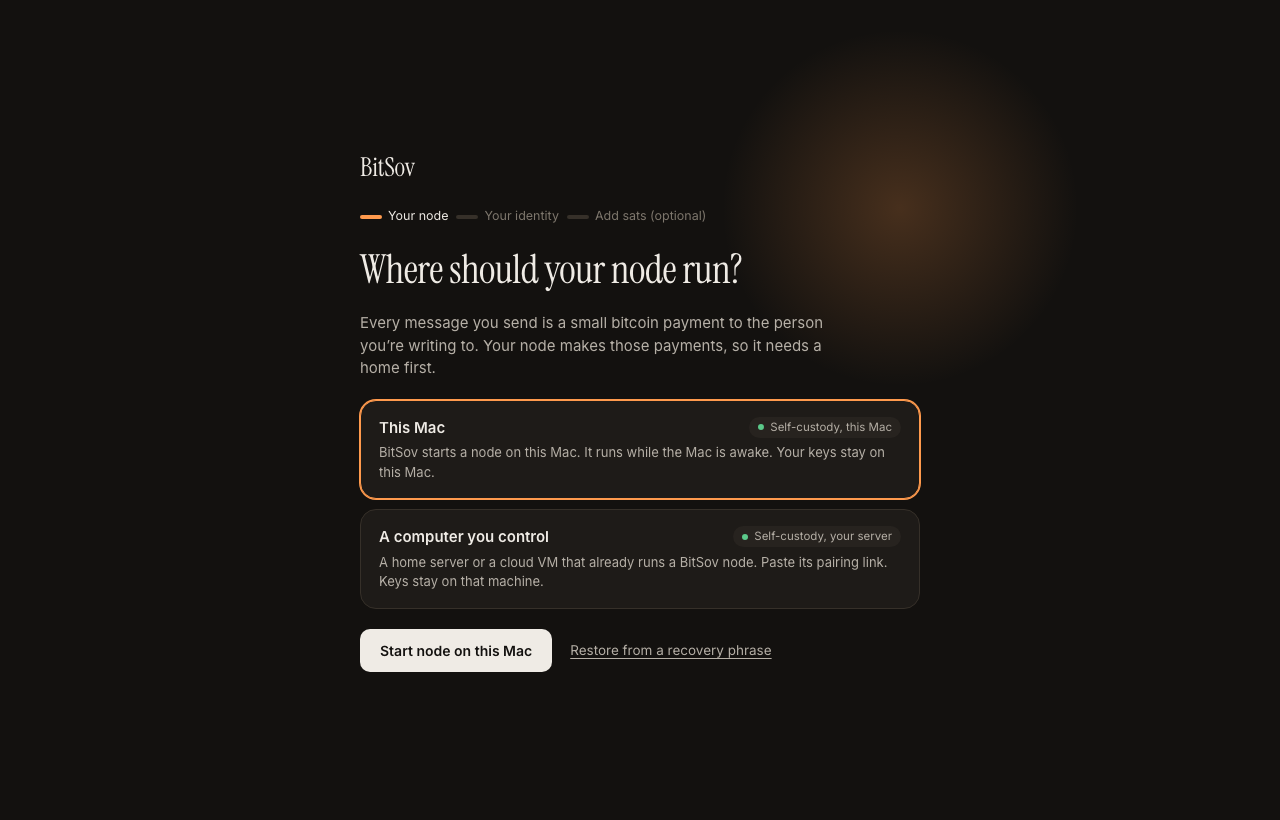 BitSov
Your node Your identity Add sats (optional)
Where should your node run?
Every message you send is a small bitcoin payment to the person
you’re writing to. Your node makes those payments, so it needs a
home first.
This Mac Self-custody, this Mac
BitSov starts a node on this Mac. It runs while the Mac is awake. Your keys stay on
this Mac.
A computer you control Self-custody, your server
A home server or a cloud VM that already runs a BitSov node. Paste its pairing link.
Keys stay on that machine.
Start node on this Mac Restore from a recovery phrase